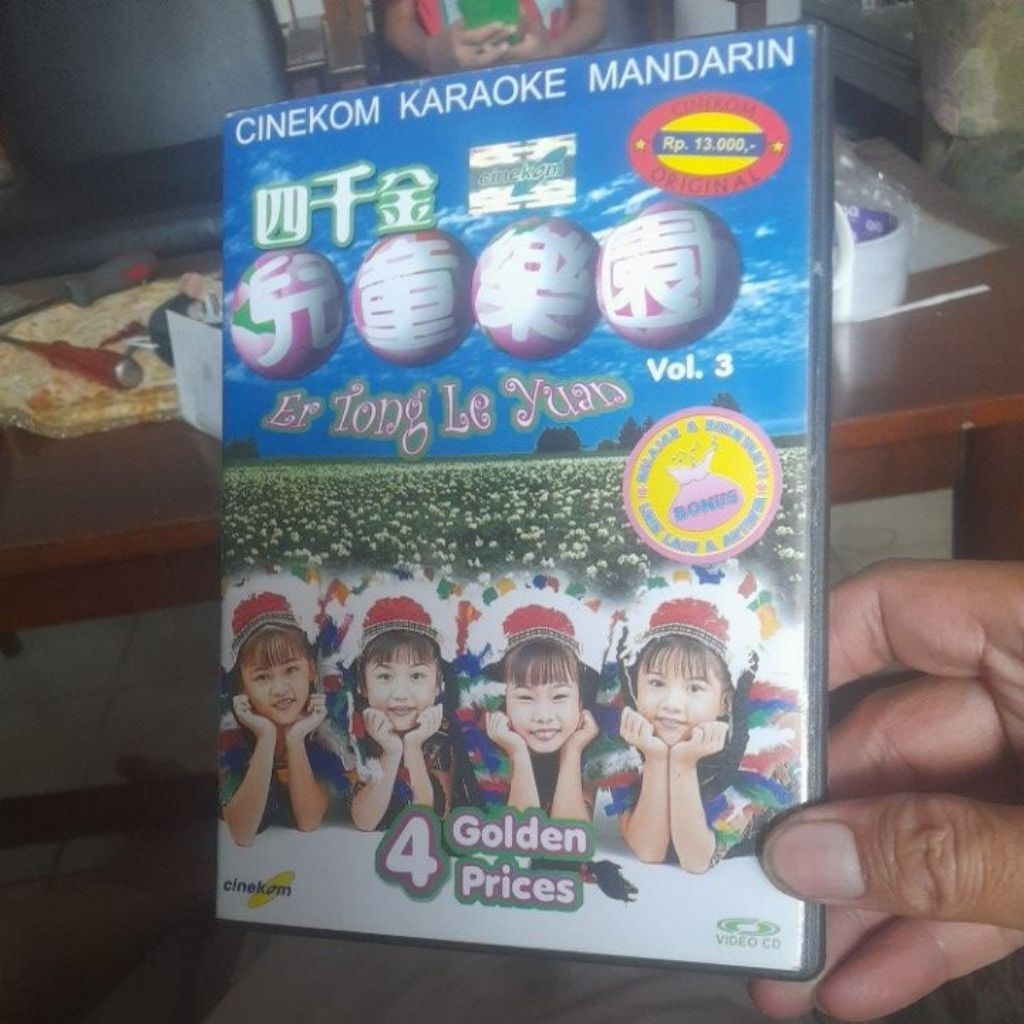 CINEKOM KARAOKE MANDARIN
CINEKOM
Rp. 13.000,-
ORIGINAL
cinekom
四千金
兒童樂園
Vol. 3
Er Tong Le Yuan
BONUS
4 Golden
Prices
cinekom
VIDEO CD